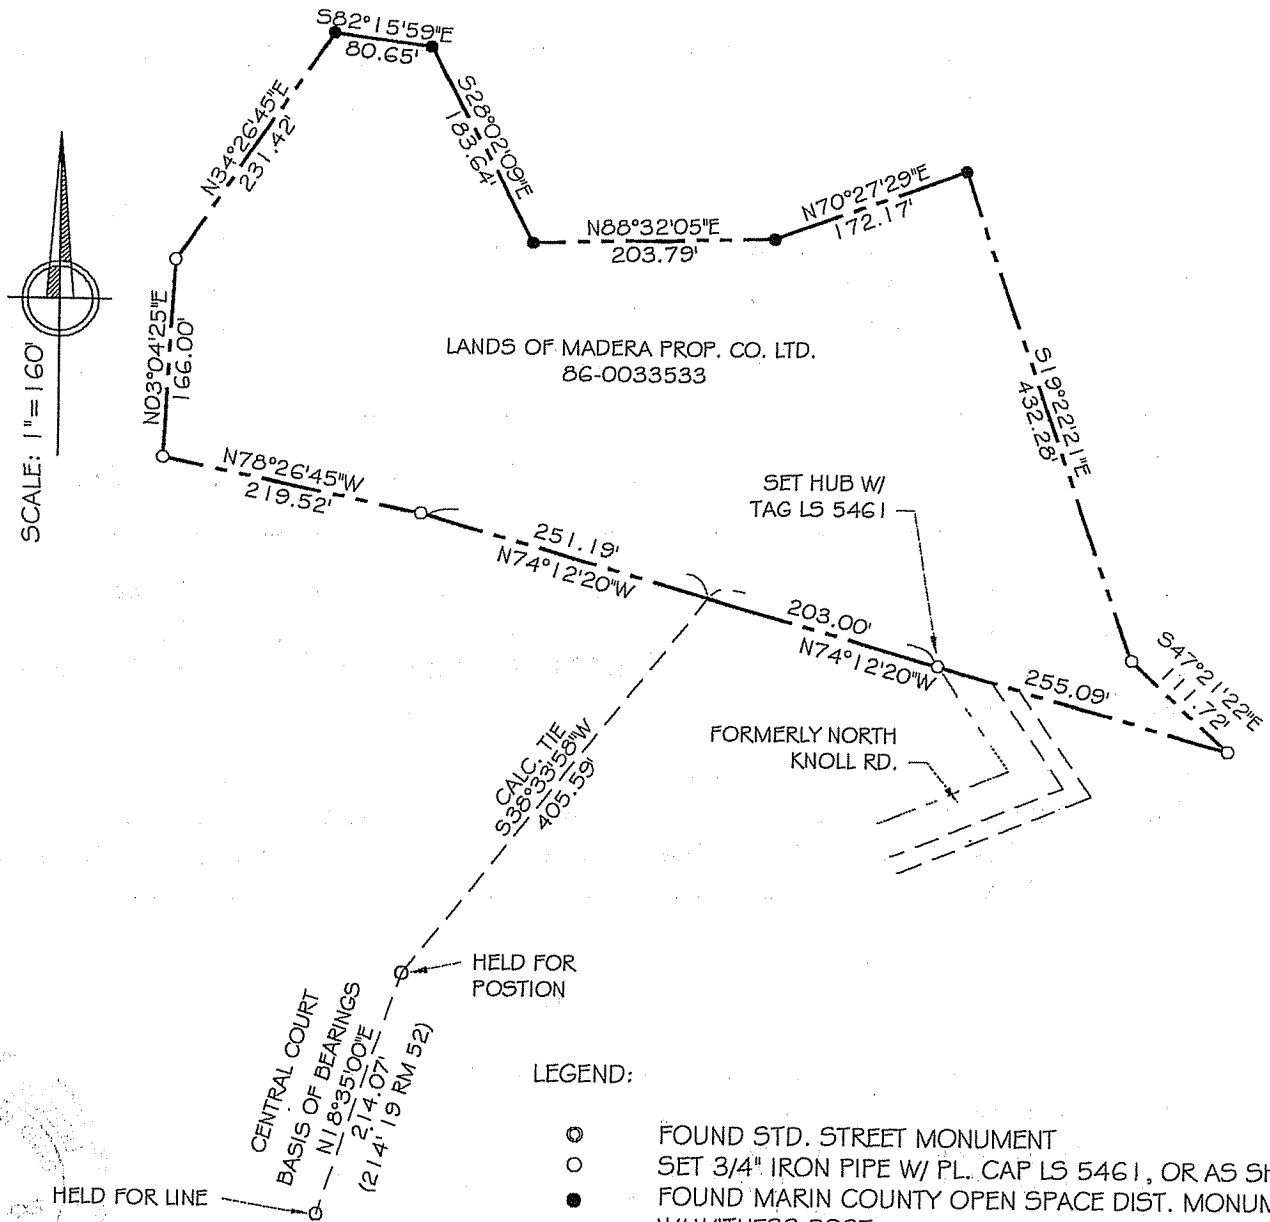 S82°15'59"E
80.65'
N34°26'45"E
231.42'
S28°02'09"E
183.64'
N88°32'05"E
203.79'
N70°27'29"E
172.17'
N03°04'25"E
166.00'
SCALE: 1"=160'
LANDS OF MADERA PROP. CO. LTD.
86-0033533
S19°22'21"E
432.28'
N78°26'45"W
219.52'
SET HUB W/
TAG LS 5461
251.19'
N74°12'20"W
203.00'
N74°12'20"W
255.09'
S47°21'22"E
111.72'
FORMERLY NORTH
KNOLL RD.
CALC. TIE
S38°33'58"W
405.59'
HELD FOR
POSTION
CENTRAL COURT
BASIS OF BEARINGS
N18°35'00"E
214.07'
(214' 19 RM 52)
HELD FOR LINE
LEGEND:
FOUND STD. STREET MONUMENT
SET 3/4" IRON PIPE W/ PL. CAP LS 5461, OR AS SH
FOUND MARIN COUNTY OPEN SPACE DIST. MONUM